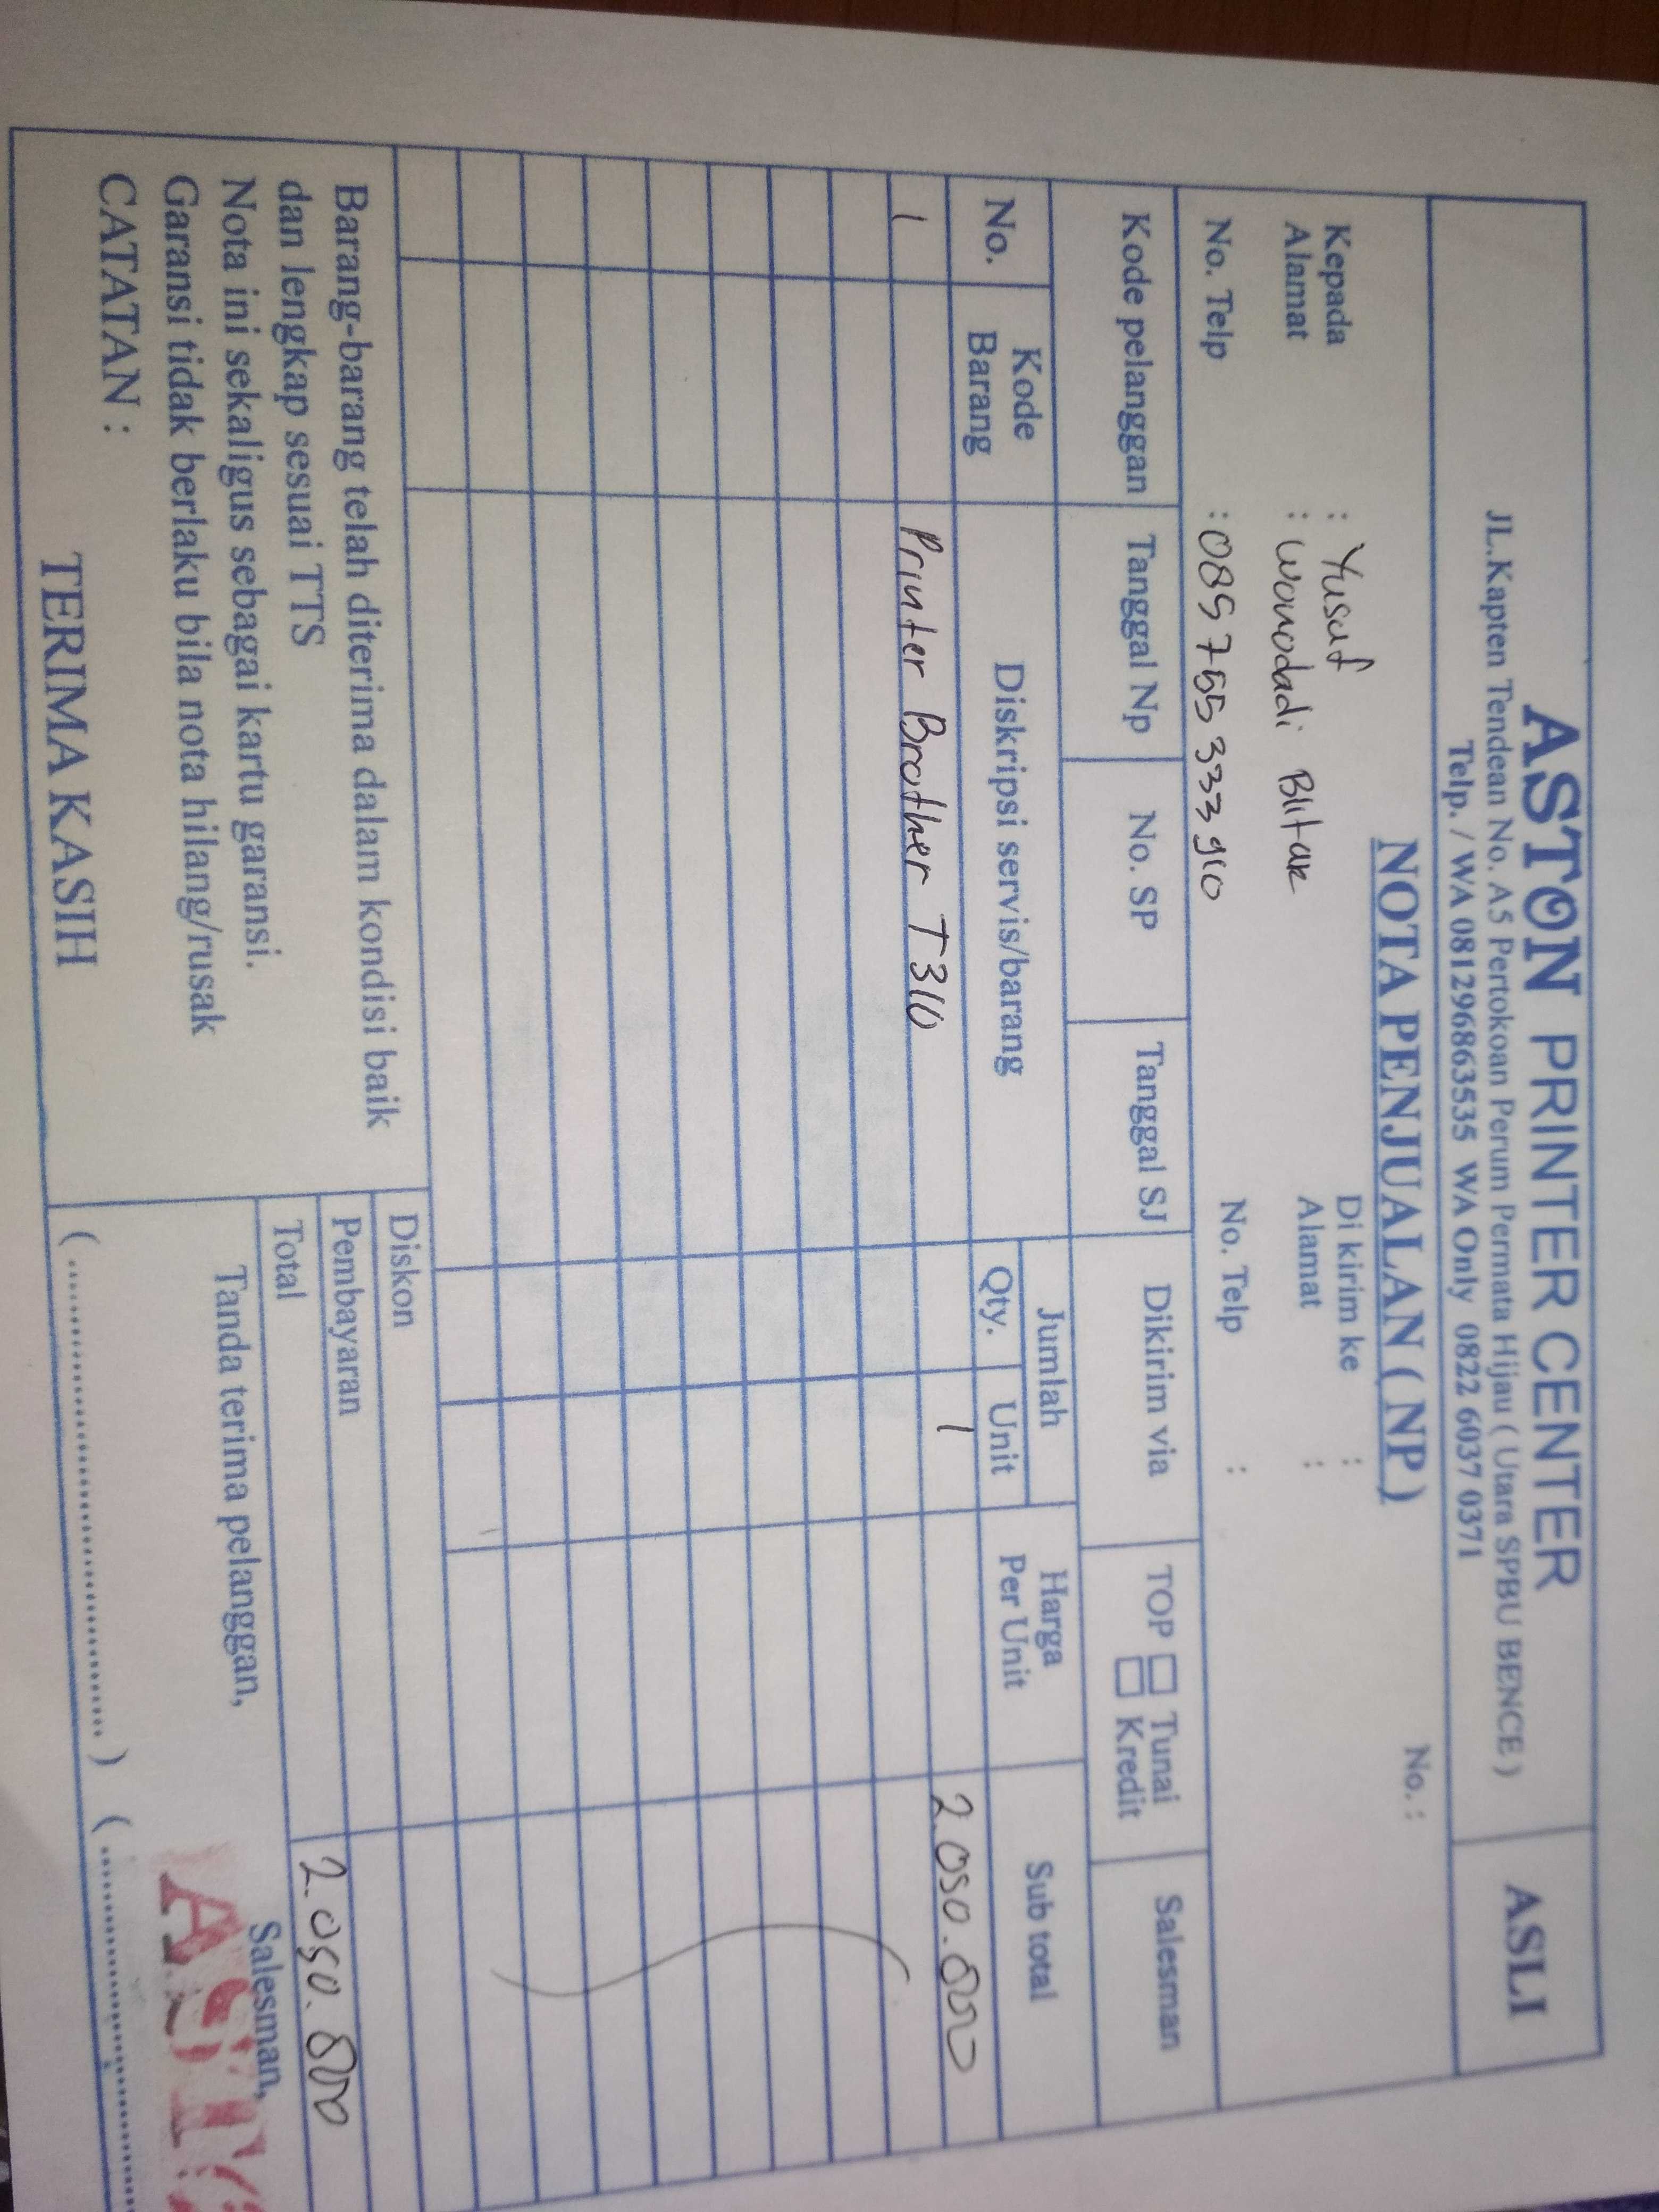 ASTON PRINTER CENTER
JL.Kapten Tendean No. A5 Pertokoan Perum Permata Hijau ( Utara SPBU BENCE )
Telp. / WA 081296863535 WA Only 0822 6037 0371
ASLI
NOTA PENJUALAN ( NP )
No. :
Kepada : Yusuf
Alamat : Wonodadi Blitar
No. Telp : 0895 755 333 910
Di kirim ke :
Alamat :
No. Telp :
Kode pelanggan Tanggal Np No. SP Tanggal SJ Dikirim via TOP Tunai Kredit Salesman
No. Kode Barang Diskripsi servis/barang Jumlah Qty. Unit Harga Per Unit Sub total
1 Printer Brother T310 1 2.050.000
Diskon
Pembayaran
Total 2.050.000
Barang-barang telah diterima dalam kondisi baik
dan lengkap sesuai TTS
Nota ini sekaligus sebagai kartu garansi.
Garansi tidak berlaku bila nota hilang/rusak
CATATAN :
TERIMA KASIH
Tanda terima pelanggan,
Salesman,